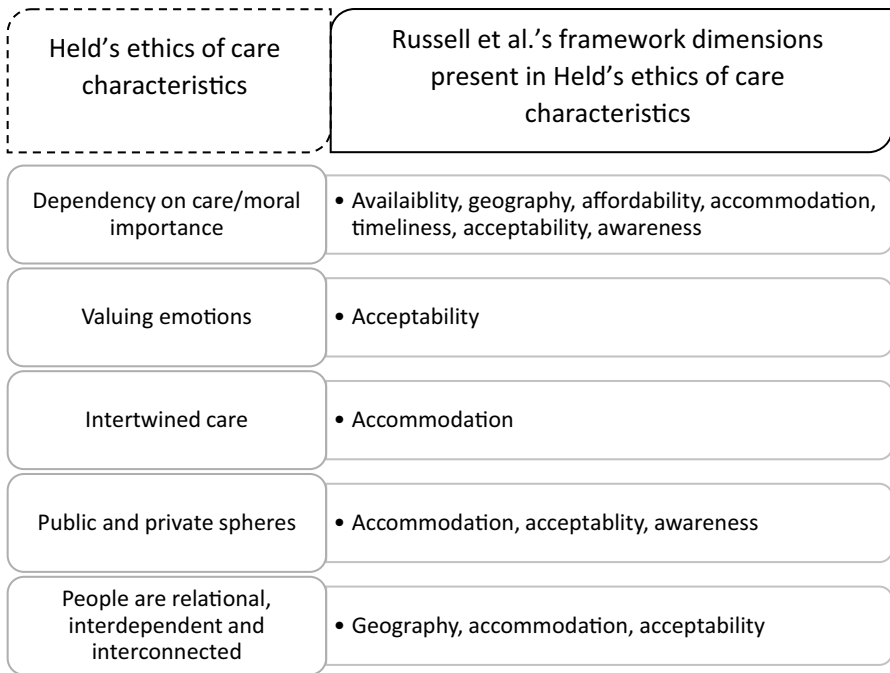 Held’s ethics of care
characteristics
Russell et al.’s framework dimensions
present in Held’s ethics of care
characteristics
Dependency on care/moral
importance
• Availaiblity, geography, affordability, accommodation,
timeliness, acceptability, awareness
Valuing emotions
• Acceptability
Intertwined care
• Accommodation
Public and private spheres
• Accommodation, acceptablity, awareness
People are relational,
interdependent and
interconnected
• Geography, accommodation, acceptability